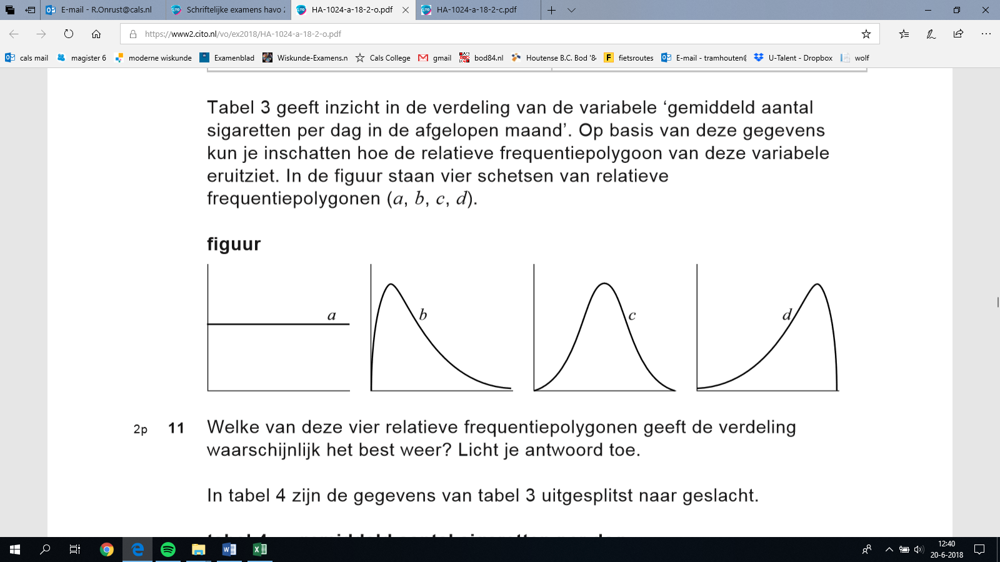 E-mail - R.Onrust@cals.nl
Schriftelijke examens havo 2
HA-1024-a-18-2-o.pdf
HA-1024-a-18-2-c.pdf
https://www2.cito.nl/vo/ex2018/HA-1024-a-18-2-o.pdf
cals mail magister 6 moderne wiskunde Examenblad Wiskunde-Examens.n Cals College gmail bod84.nl Houtense B.C. Bod '84 fietsroutes E-mail - tramhouten@ U-Talent - Dropbox wolf
Tabel 3 geeft inzicht in de verdeling van de variabele ‘gemiddeld aantal
sigaretten per dag in de afgelopen maand’. Op basis van deze gegevens
kun je inschatten hoe de relatieve frequentiepolygoon van deze variabele
eruitziet. In de figuur staan vier schetsen van relatieve
frequentiepolygonen (a, b, c, d).
figuur
a
b
c
d
2p 11 Welke van deze vier relatieve frequentiepolygonen geeft de verdeling
waarschijnlijk het best weer? Licht je antwoord toe.
In tabel 4 zijn de gegevens van tabel 3 uitgesplitst naar geslacht.
12:40
20-6-2018